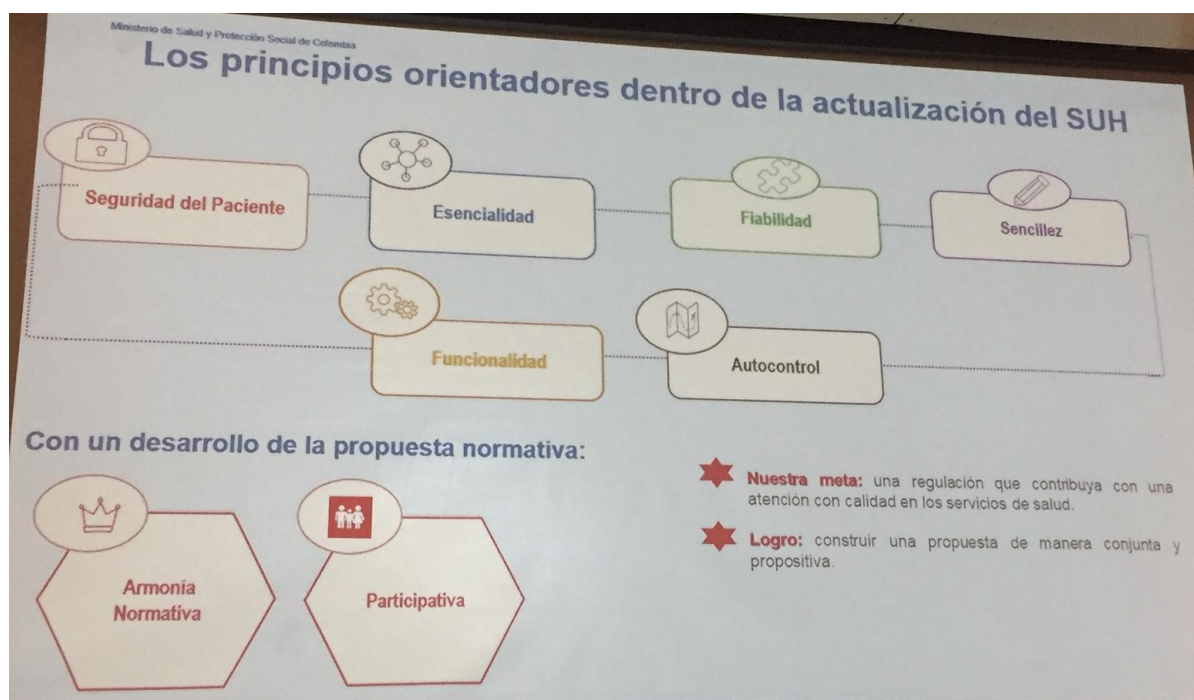 Ministerio de Salud y Protección Social de Colombia
Los principios orientadores dentro de la actualización del SUH
Seguridad del Paciente
Esencialidad
Fiabilidad
Sencillez
Funcionalidad
Autocontrol
Con un desarrollo de la propuesta normativa:
Armonía
Normativa
Participativa
Nuestra meta: una regulación que contribuya con una
atención con calidad en los servicios de salud.
Logro: construir una propuesta de manera conjunta y
propositiva.